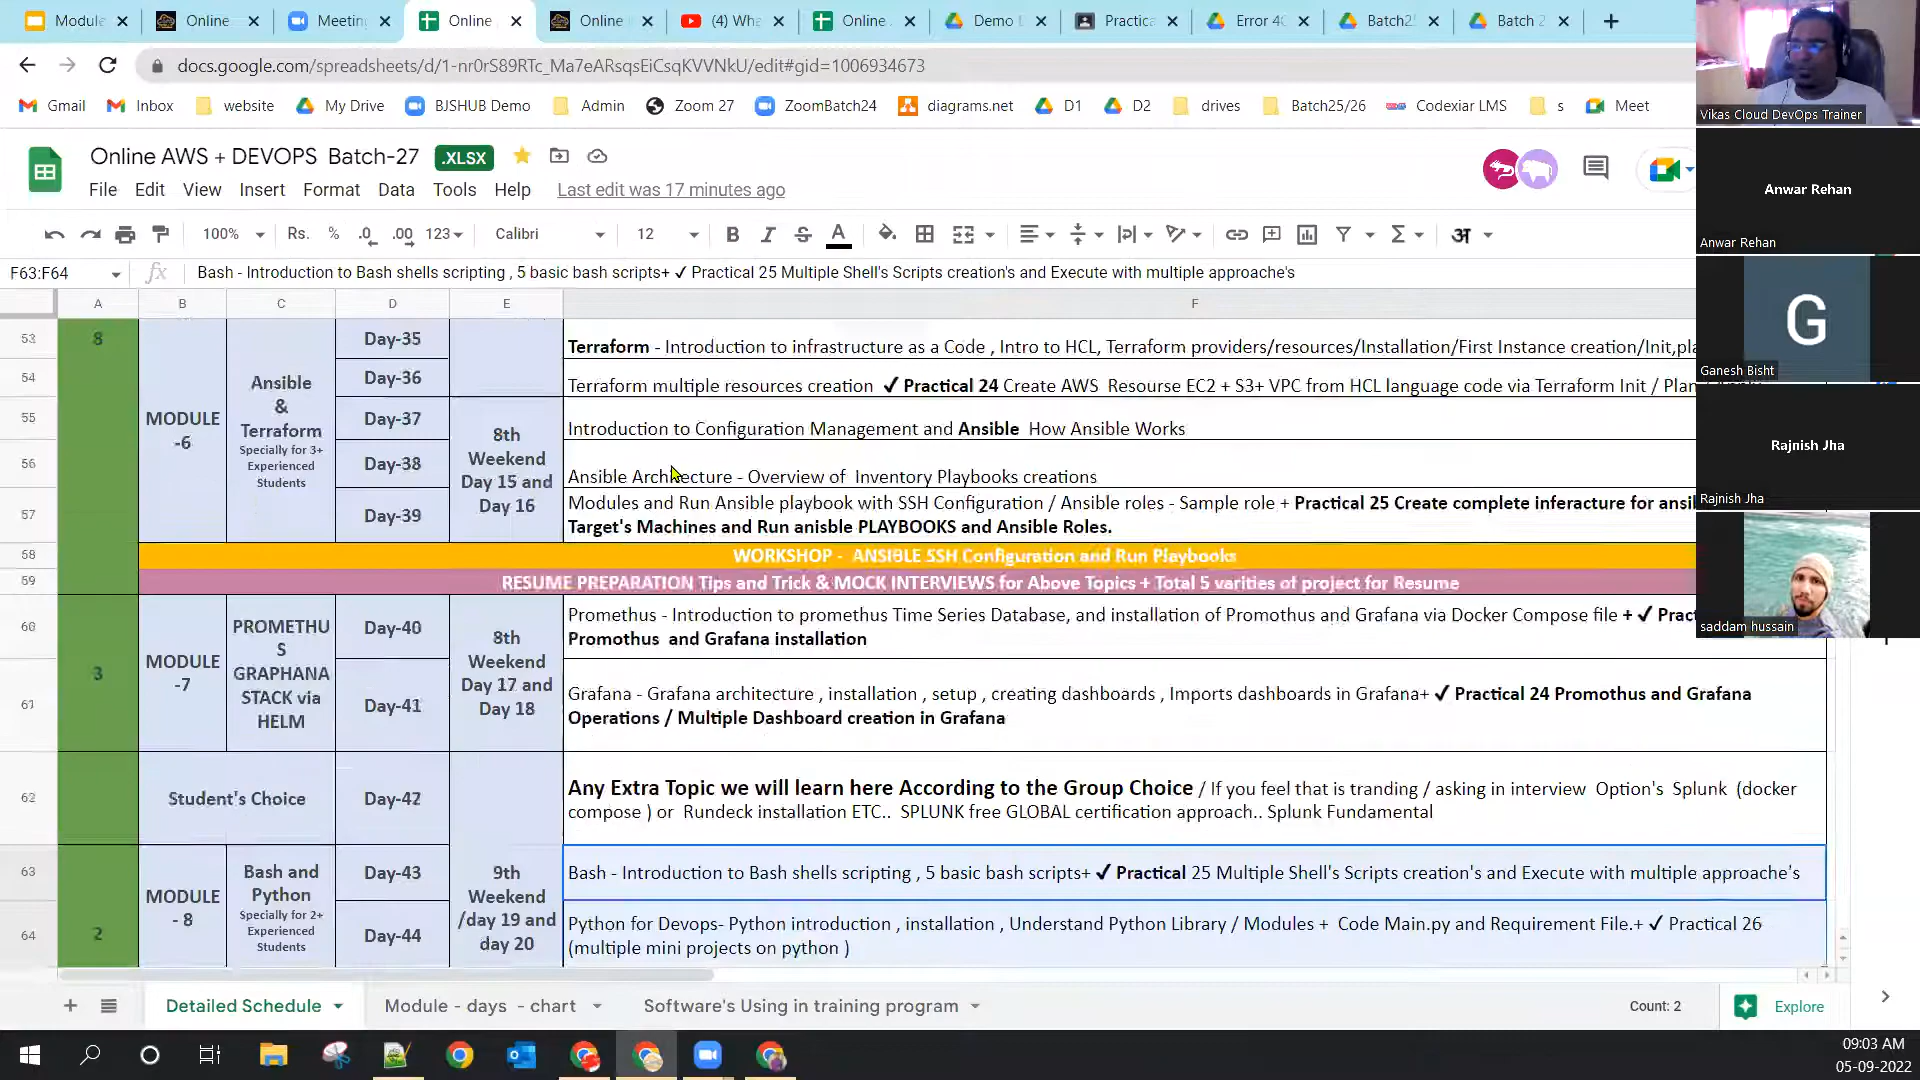 Module
Online
Meeting
Online
Online
(4) Wha
Online
Demo
Practica
Error 40
Batch25
Batch 2
docs.google.com/spreadsheets/d/1-nr0rS89RTc_Ma7eARsqsEiCsqKVVNkU/edit#gid=1006934673
Gmail
Inbox
website
My Drive
BJSHUB Demo
Admin
Zoom 27
ZoomBatch24
diagrams.net
D1
D2
drives
Batch25/26
Codexiar LMS
s
Meet
Online AWS + DEVOPS Batch-27
.XLSX
File Edit View Insert Format Data Tools Help
Last edit was 17 minutes ago
100%
Rs. % .0 .00 123
Calibri
12
B I S A
अ
F63:F64
fx
Bash - Introduction to Bash shells scripting , 5 basic bash scripts+ ✓ Practical 25 Multiple Shell's Scripts creation's and Execute with multiple approache's
A B C D E F
53
8
Day-35
Terraform - Introduction to infrastructure as a Code , Intro to HCL, Terraform providers/resources/Installation/First Instance creation/Init,pla
54
Day-36
Terraform multiple resources creation ✓ Practical 24 Create AWS Resourse EC2 + S3+ VPC from HCL language code via Terraform Init / Plan
MODULE
-6
Ansible
&
Terraform
Specially for 3+
Experienced
Students
55
Day-37
8th
Weekend
Day 15 and
Day 16
Introduction to Configuration Management and Ansible How Ansible Works
56
Day-38
Ansible Architecture - Overview of Inventory Playbooks creations
57
Day-39
Modules and Run Ansible playbook with SSH Configuration / Ansible roles - Sample role + Practical 25 Create complete inferacture for ansi
Target's Machines and Run anisble PLAYBOOKS and Ansible Roles.
58
WORKSHOP - ANSIBLE SSH Configuration and Run Playbooks
59
RESUME PREPARATION Tips and Trick & MOCK INTERVIEWS for Above Topics + Total 5 varities of project for Resume
60
3
MODULE
-7
PROMETHU
S
GRAPHANA
STACK via
HELM
Day-40
8th
Weekend
Day 17 and
Day 18
Promethus - Introduction to promethus Time Series Database, and installation of Promothus and Grafana via Docker Compose file + ✓ Pract
Promothus and Grafana installation
61
Day-41
Grafana - Grafana architecture , installation , setup , creating dashboards , Imports dashboards in Grafana+ ✓ Practical 24 Promothus and Grafana
Operations / Multiple Dashboard creation in Grafana
62
Student's Choice
Day-42
Any Extra Topic we will learn here According to the Group Choice / If you feel that is tranding / asking in interview Option's Splunk (docker
compose ) or Rundeck installation ETC.. SPLUNK free GLOBAL certification approach.. Splunk Fundamental
63
2
MODULE
- 8
Bash and
Python
Specially for 2+
Experienced
Students
Day-43
9th
Weekend
/day 19 and
day 20
Bash - Introduction to Bash shells scripting , 5 basic bash scripts+ ✓ Practical 25 Multiple Shell's Scripts creation's and Execute with multiple approache's
64
Day-44
Python for Devops- Python introduction , installation , Understand Python Library / Modules + Code Main.py and Requirement File.+ ✓ Practical 26
(multiple mini projects on python )
Detailed Schedule
Module - days - chart
Software's Using in training program
Count: 2
Explore
Vikas Cloud DevOps Trainer
Anwar Rehan
Anwar Rehan
G
Ganesh Bisht
Rajnish Jha
Rajnish Jha
saddam hussain
09:03 AM
05-09-2022